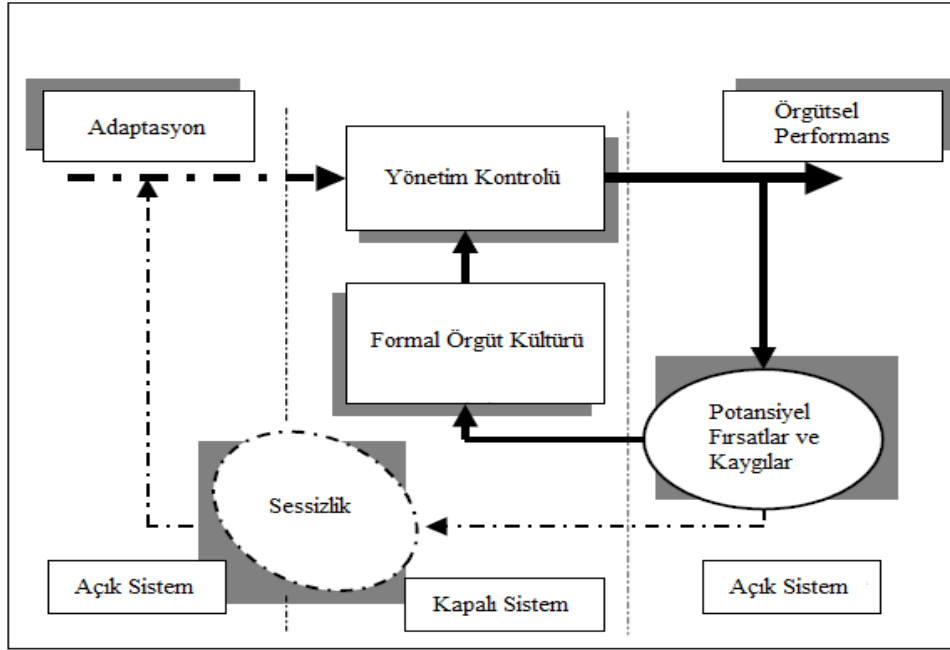 Adaptasyon
Örgütsel
Performans
Yönetim Kontrolü
Formal Örgüt Kültürü
Potansiyel
Fırsatlar ve
Kaygılar
Sessizlik
Açık Sistem
Kapalı Sistem
Açık Sistem